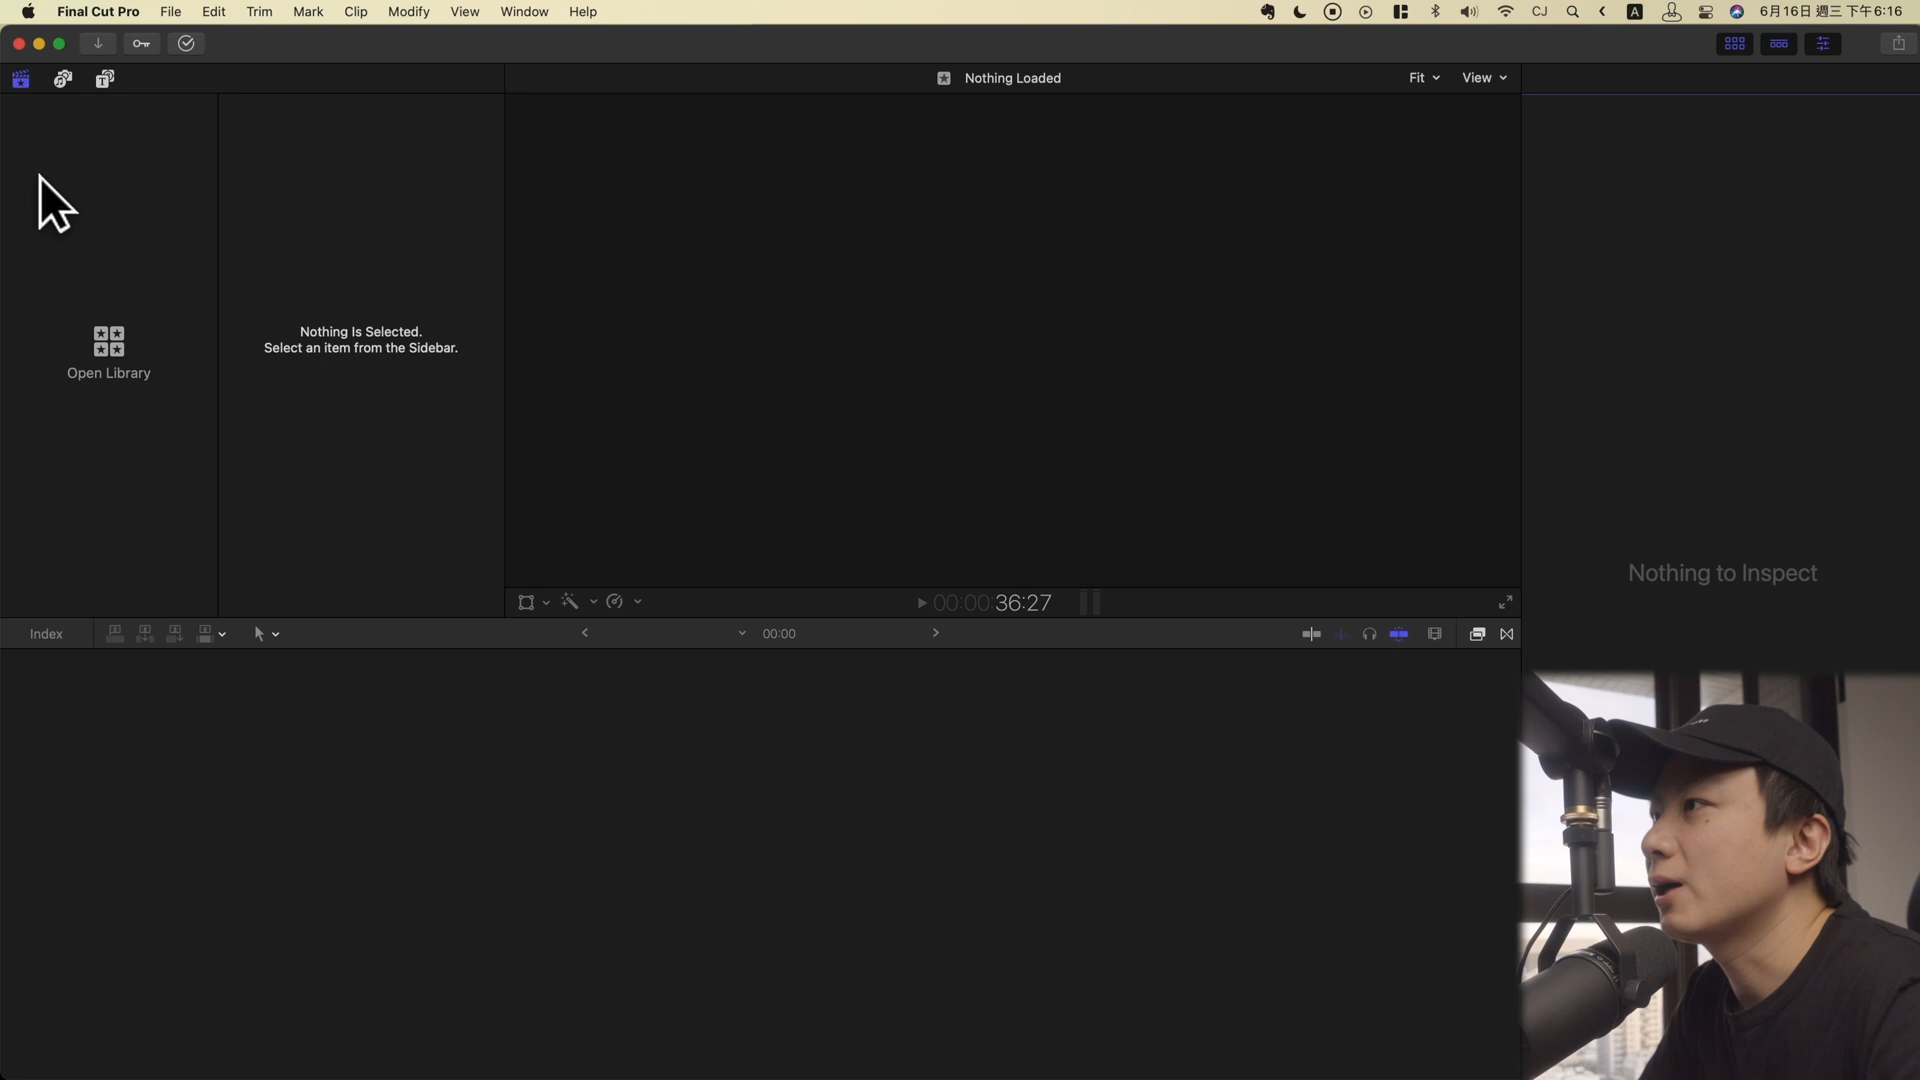 Final Cut Pro File Edit Trim Mark Clip Modify View Window Help
CJ A 6月16日 週三 下午6:16
Nothing Loaded Fit View
Nothing Is Selected.
Select an item from the Sidebar.
Open Library
Nothing to Inspect
00:00:36:27
Index 00:00